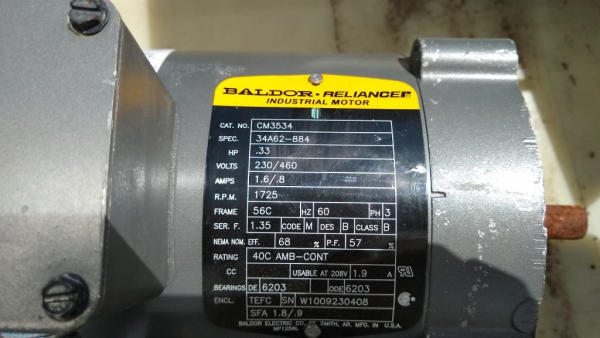 BALDOR • RELIANCER
INDUSTRIAL MOTOR
CAT. NO. CM3534
SPEC. 34A62-884 >
HP .33
VOLTS 230/460
AMPS 1.6/.8
R.P.M. 1725
FRAME 56C HZ 60 PH 3
SER. F. 1.35 CODE M DES B CLASS B
NEMA NOM. EFF. 68 % P.F. 57 %
RATING 40C AMB-CONT
CC USABLE AT 208V 1.9 A
BEARINGS DE 6203 ODE 6203
ENCL. TEFC SN W1009230408
SFA 1.8/.9
BALDOR ELECTRIC CO. SMITH, AR. MF'D. IN U.S.A.